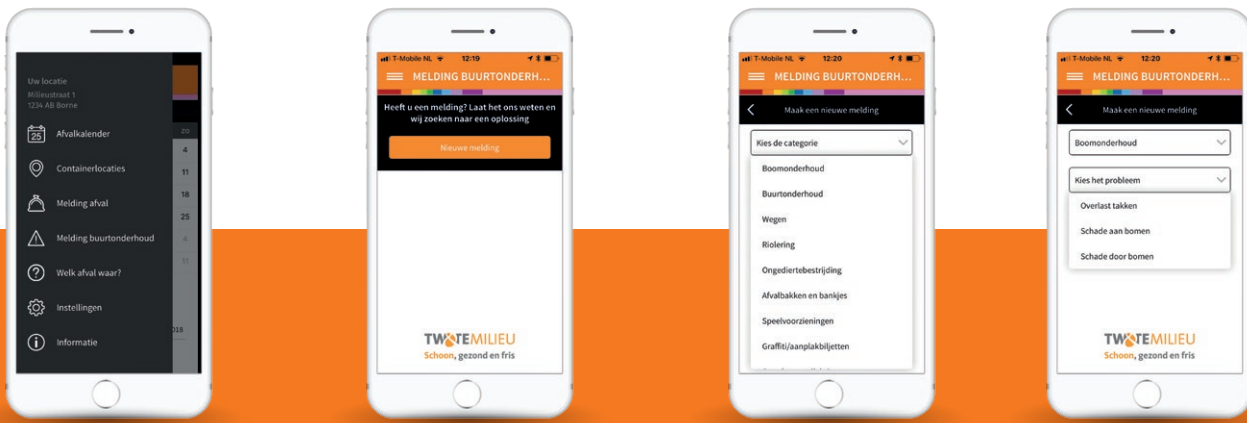 Uw locatie
Milieustraat 1
1234 AB Borne
25
Afvalkalender
Containerlocaties
Melding afval
Melding buurtonderhoud
Welk afval waar?
Instellingen
Informatie
20
4
11
18
25
4
11
018
T-Mobile NL 12:19
MELDING BUURTONDERH...
Heeft u een melding? Laat het ons weten en
wij zoeken naar een oplossing
Nieuwe melding
TWENTEMILIEU
Schoon, gezond en fris
T-Mobile NL 12:20
MELDING BUURTONDERH...
Maak een nieuwe melding
Kies de categorie
Boomonderhoud
Buurtonderhoud
Wegen
Riolering
Ongediertebestrijding
Afvalbakken en bankjes
Speelvoorzieningen
Graffiti/aanplakbiljetten
T-Mobile NL 12:20
MELDING BUURTONDERH...
Maak een nieuwe melding
Boomonderhoud
Kies het probleem
Overlast takken
Schade aan bomen
Schade door bomen
TWENTEMILIEU
Schoon, gezond en fris